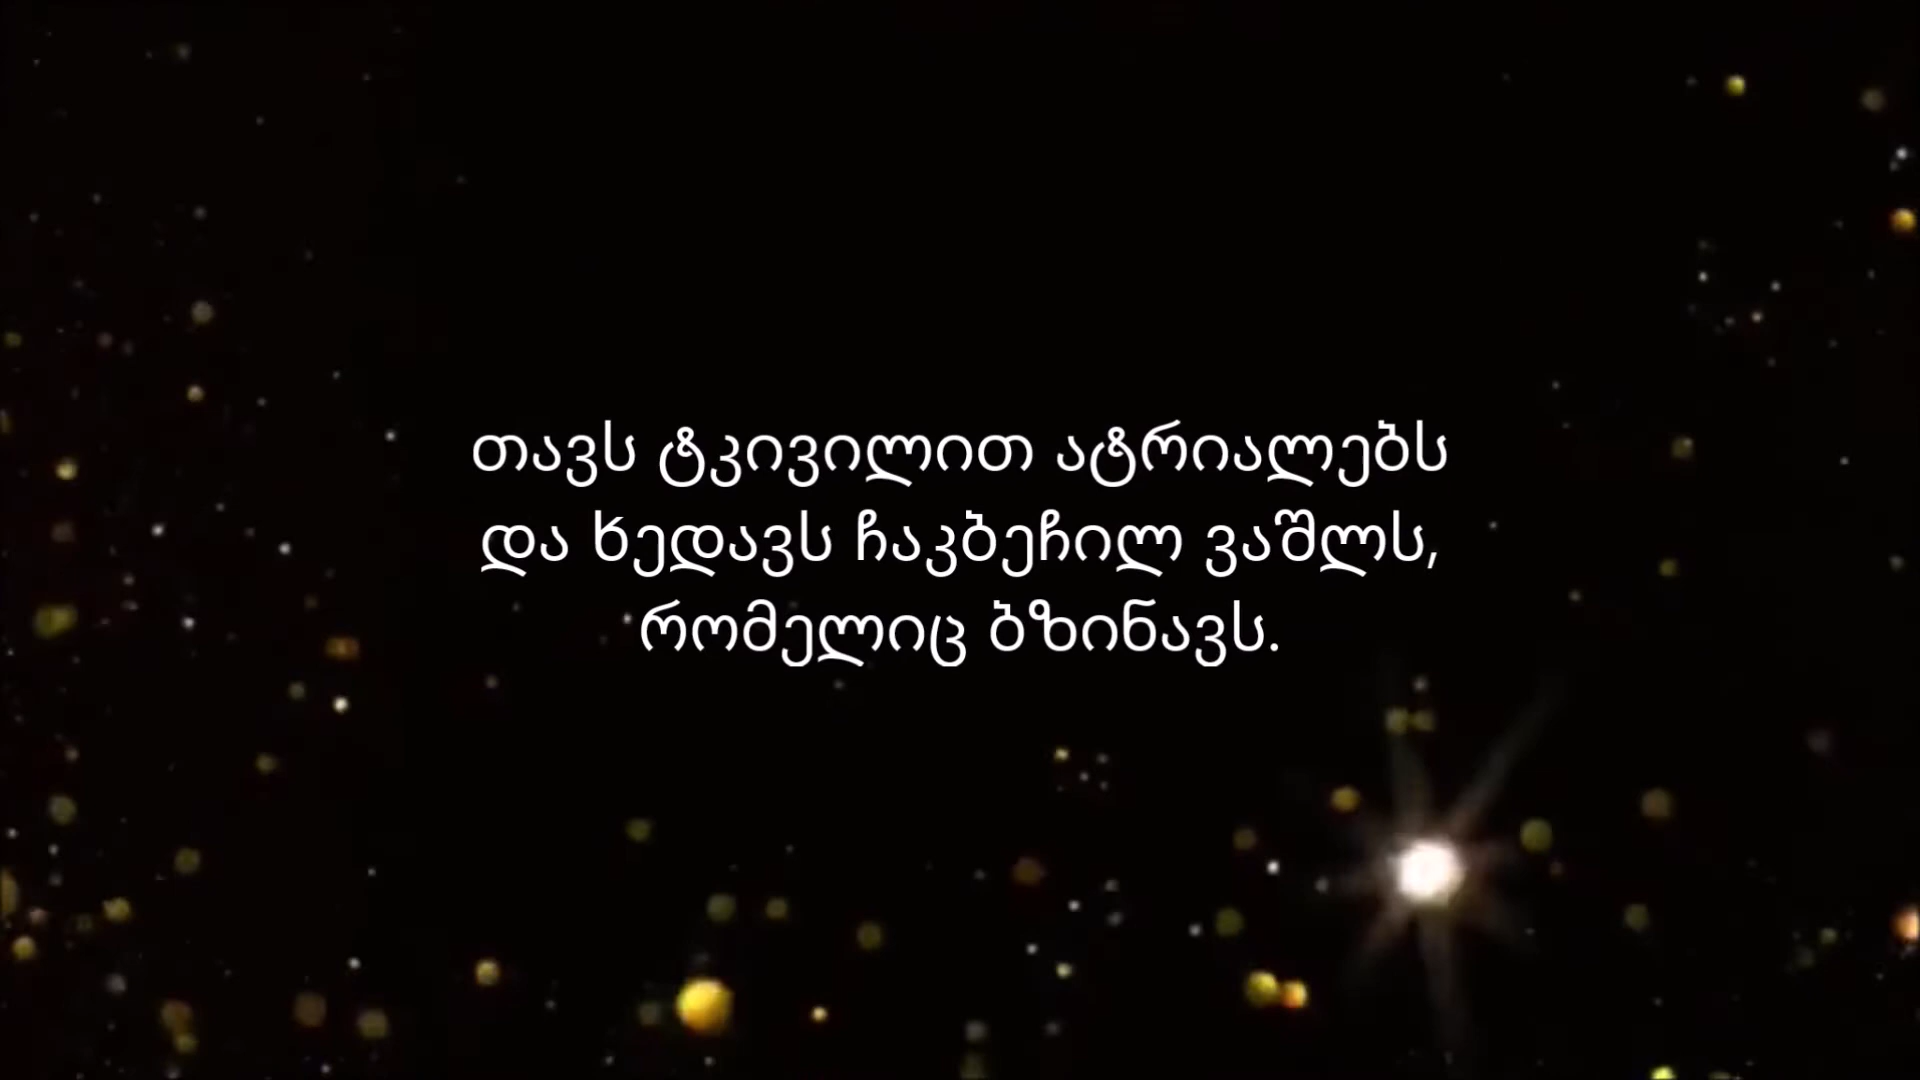 თავს ტკივილით ატრიალებს
და ხედავს ჩაკბეჩილ ვაშლს,
რომელიც ბზინავს.